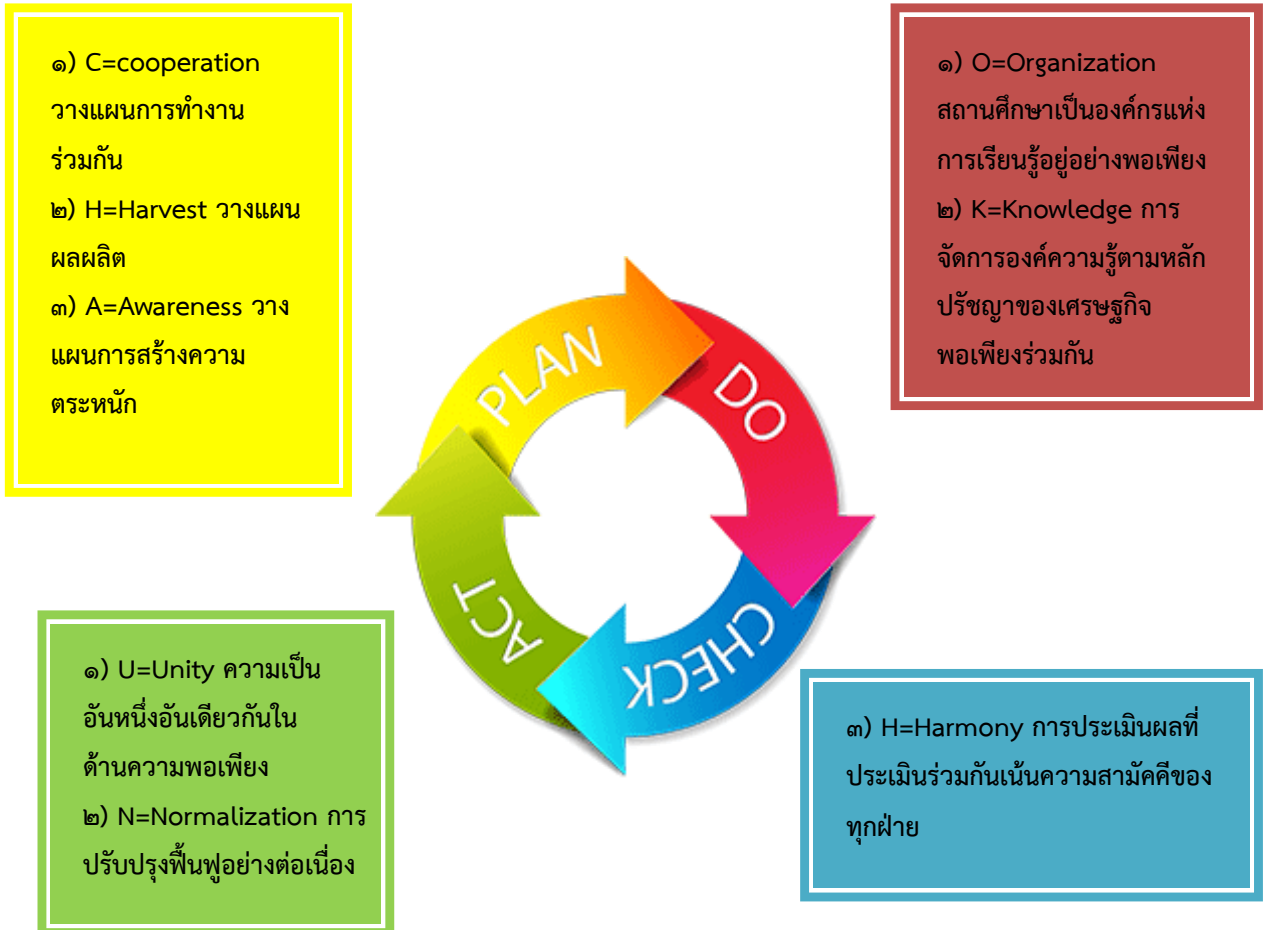 ๑) C=cooperation
วางแผนการทำงาน
ร่วมกัน
๒) H=Harvest วางแผน
ผลผลิต
๓) A=Awareness วาง
แผนการสร้างความ
ตระหนัก
๑) O=Organization
สถานศึกษาเป็นองค์กรแห่ง
การเรียนรู้อยู่อย่างพอเพียง
๒) K=Knowledge การ
จัดการองค์ความรู้ตามหลัก
ปรัชญาของเศรษฐกิจ
พอเพียงร่วมกัน
PLAN
DO
CHECK
ACT
๑) U=Unity ความเป็น
อันหนึ่งอันเดียวกันใน
ด้านความพอเพียง
๒) N=Normalization การ
ปรับปรุงฟื้นฟูอย่างต่อเนื่อง
๓) H=Harmony การประเมินผลที่
ประเมินร่วมกันเน้นความสามัคคีของ
ทุกฝ่าย